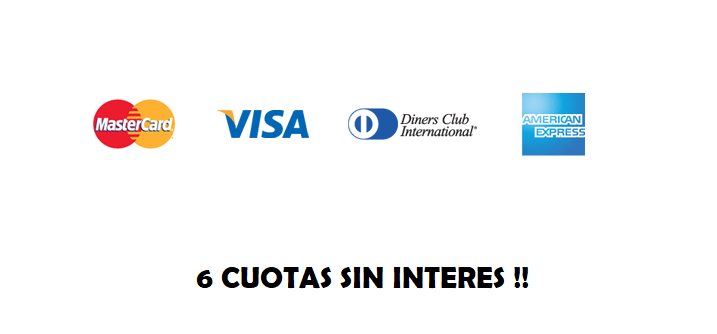 MasterCard
VISA
Diners Club
International®
AMERICAN
EXPRESS
6 CUOTAS SIN INTERES !!